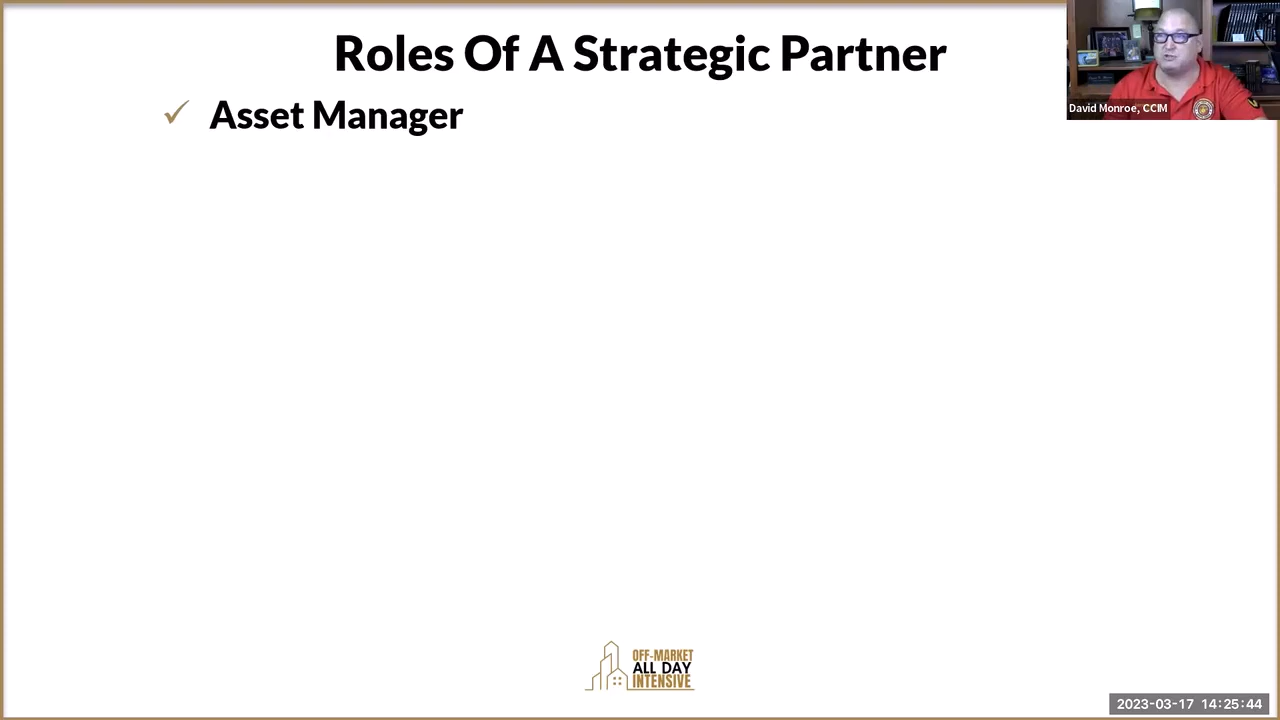 Roles Of A Strategic Partner
✓ Asset Manager
David Monroe, CCIM
OFF-MARKET
ALL DAY
INTENSIVE
2023-03-17 14:25:44